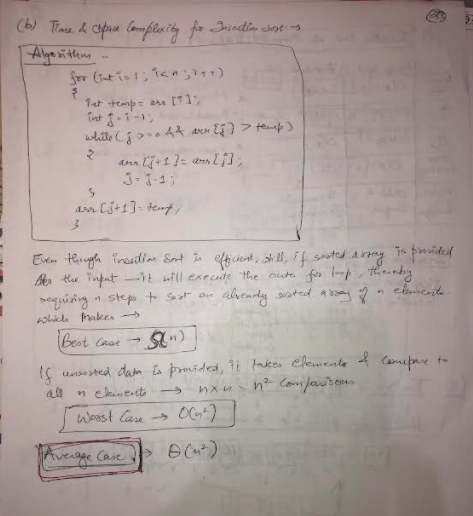 (b) Time & Space Complexity for Insertion sort →
Algorithm -
for (int i=1; i<n; i++)
{
int temp = arr [i];
int j = i-1;
while (j >= 0 && arr [j] > temp)
{
arr [j+1] = arr [j];
j = j-1;
}
arr [j+1] = temp;
}
Even though insertion sort is efficient, still, if sorted array is provided
as the input - it will execute the outer for loop, thereby
requiring n steps to sort an already sorted array of n elements.
which makes →
Best Case → Ω(n)
If unsorted data is provided, it takes elements & compare to
all n elements → n×n = n² Comparisons
Worst Case → O(n²)
Average Case → Θ(n²)